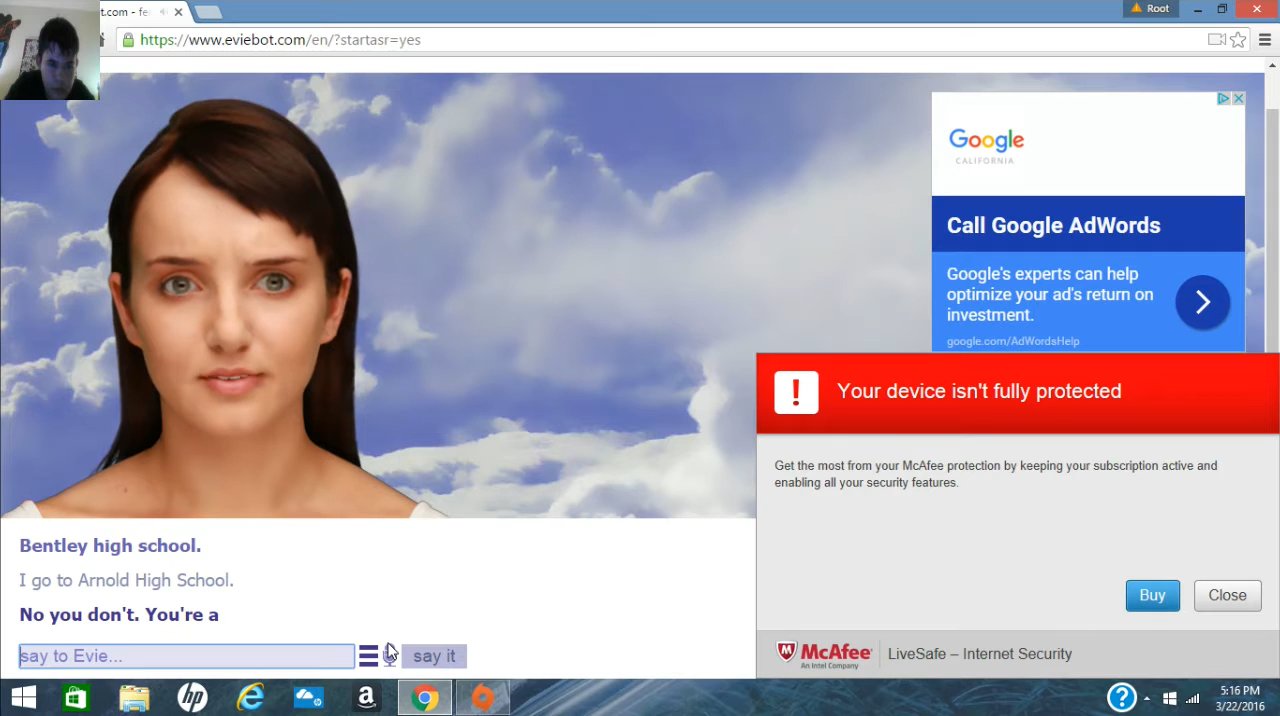 t.com - fe
Root
https://www.eviebot.com/en/?startasr=yes
Google
CALIFORNIA
Call Google AdWords
Google's experts can help
optimize your ad's return on
investment.
google.com/AdWordsHelp
! Your device isn't fully protected
Get the most from your McAfee protection by keeping your subscription active and
enabling all your security features.
Buy Close
McAfee LiveSafe – Internet Security
An Intel Company
Bentley high school.
I go to Arnold High School.
No you don't. You're a
say to Evie... say it
hp
a
? 5:16 PM
3/22/2016